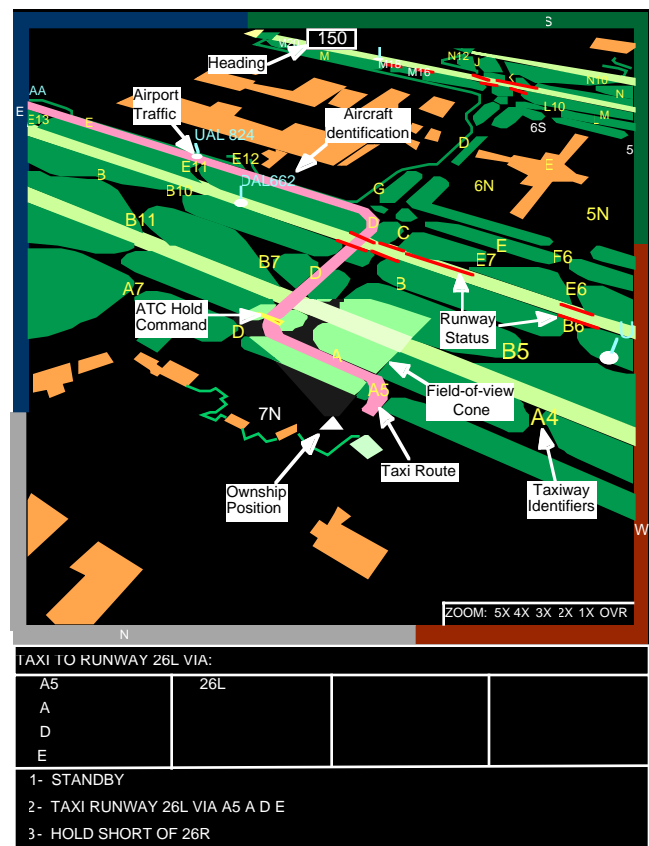 S
150
Heading
M
M18
M16
N12
J
K
N10
N
L10
M
6S
5
AA
E
E13
E
Airport
Traffic
UAL 824
Aircraft
dentification
E11
E12
DAL662
B
B10
G
D
E
6N
5N
B11
B7
D
D
C
B
E
E7
F6
E6
B6
U
A7
ATC Hold
Command
D
A
A5
Runway
Status
B5
Field-of-view
Cone
A4
7N
Taxi Route
Ownship
Position
Taxiway
Identifiers
W
ZOOM: 5X 4X 3X 2X 1X OVR
N
TAXI TO RUNWAY 26L VIA:
A5 26L
A
D
E
1- STANDBY
2- TAXI RUNWAY 26L VIA A5 A D E
3- HOLD SHORT OF 26R